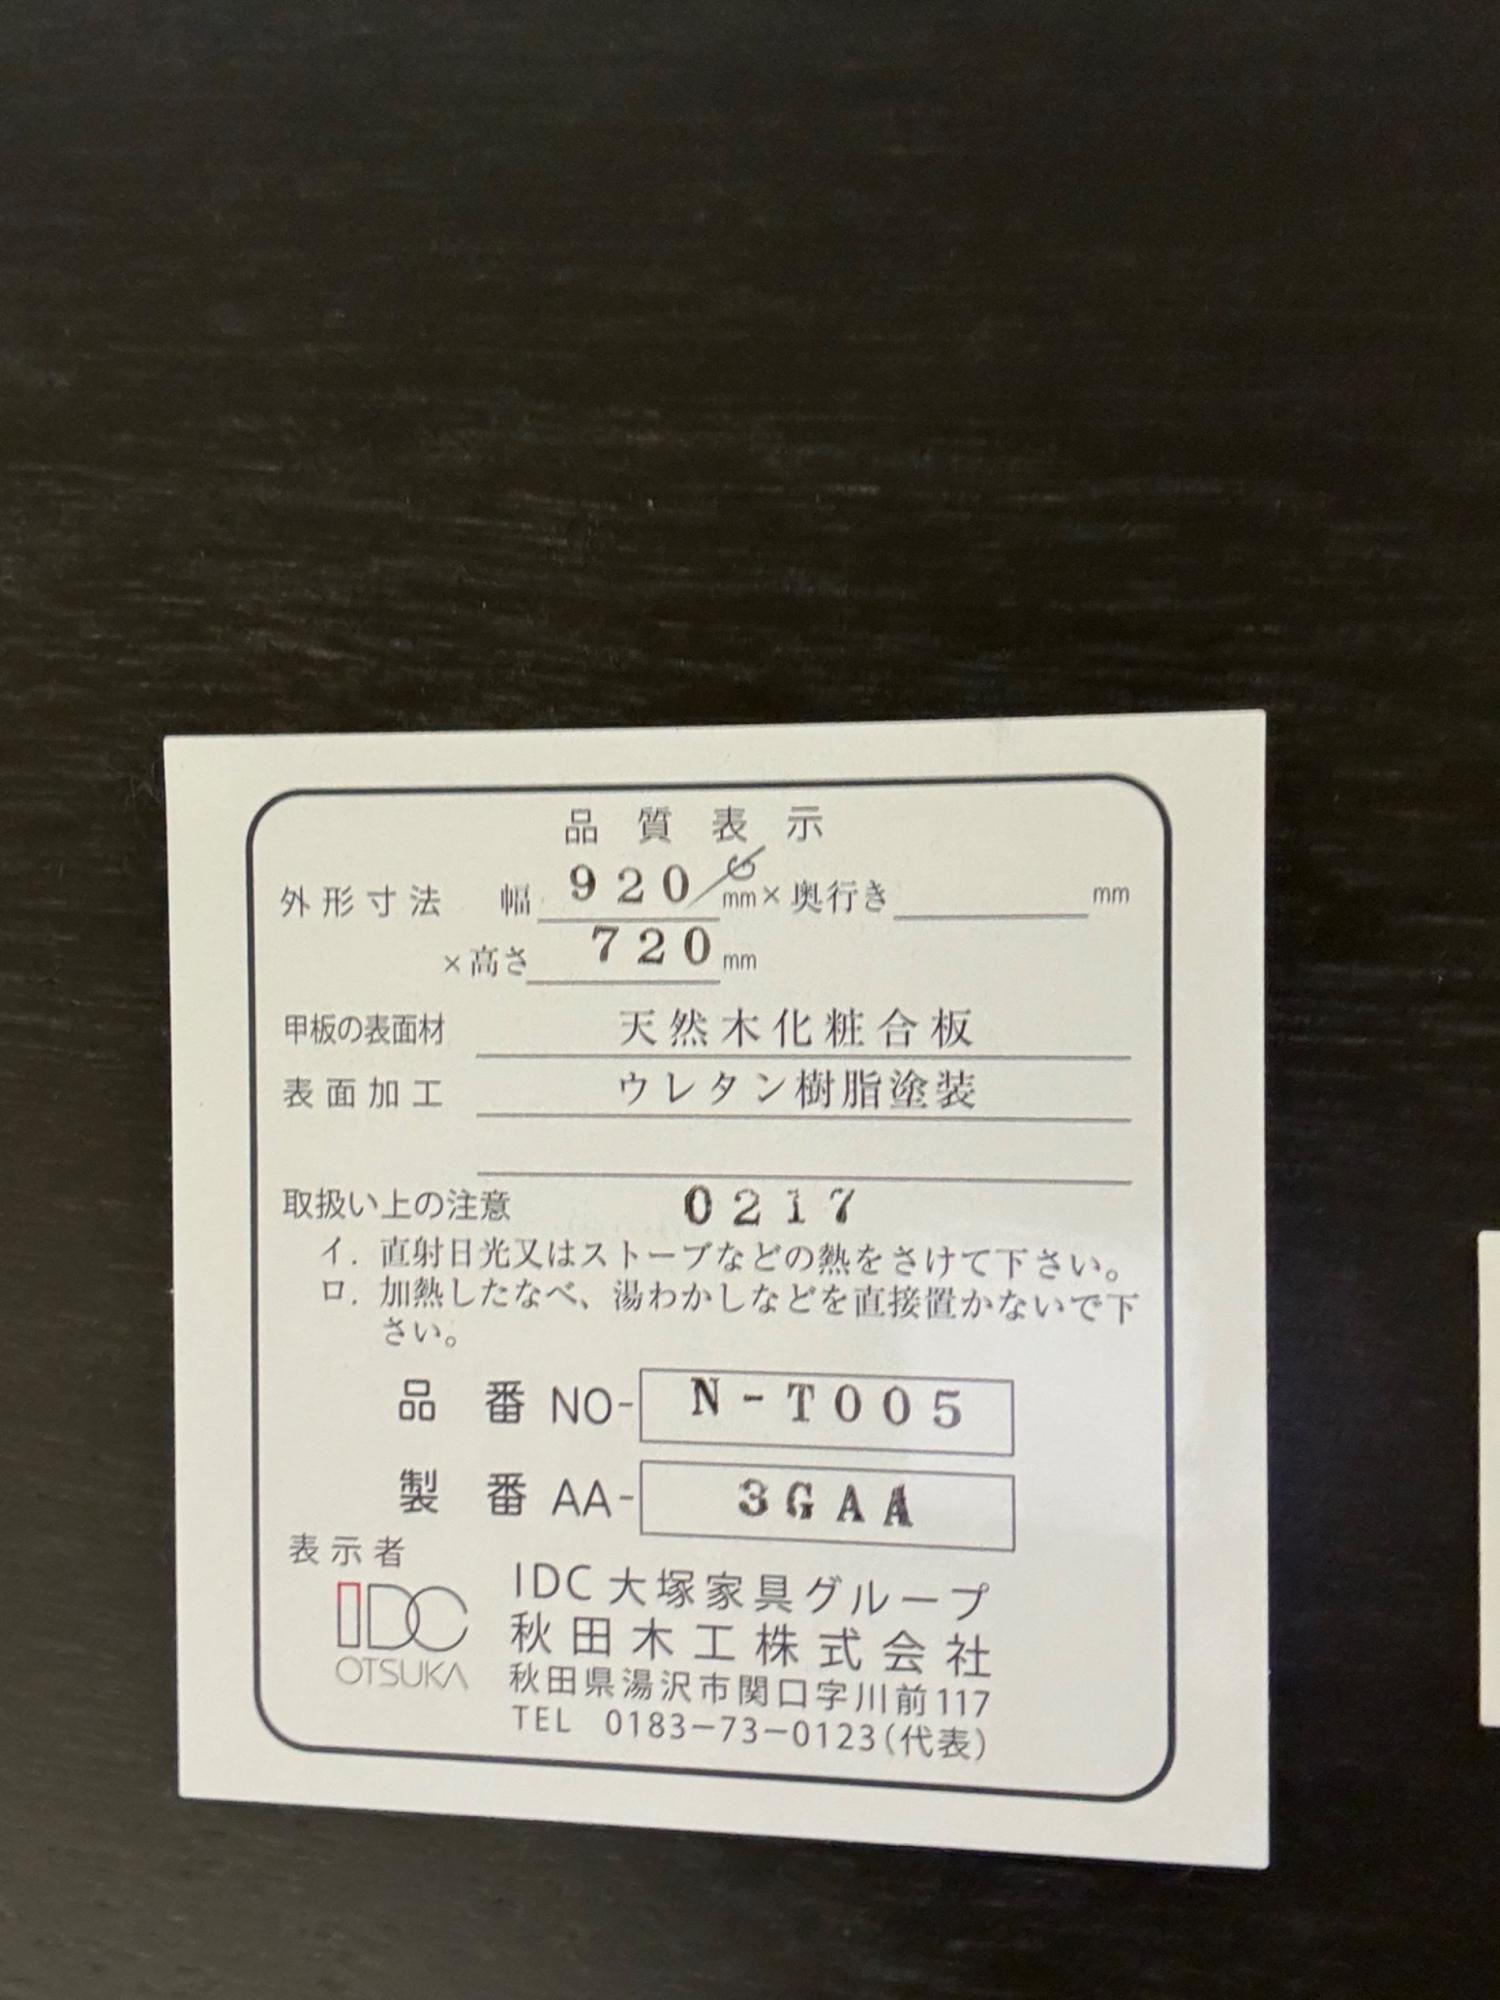 品質表示
外形寸法 幅 920 mm × 奥行き mm
×高さ 720 mm
甲板の表面材 天然木化粧合板
表面加工 ウレタン樹脂塗装
取扱い上の注意 0217
イ. 直射日光又はストーブなどの熱をさけて下さい。
ロ. 加熱したなべ、湯わかしなどを直接置かないで下
さい。
品番 NO- N-T005
製番 AA- 3GAA
表示者
IDC
OTSUKA
IDC 大塚家具グループ
秋田木工株式会社
秋田県湯沢市関口字川前117
TEL 0183-73-0123(代表)